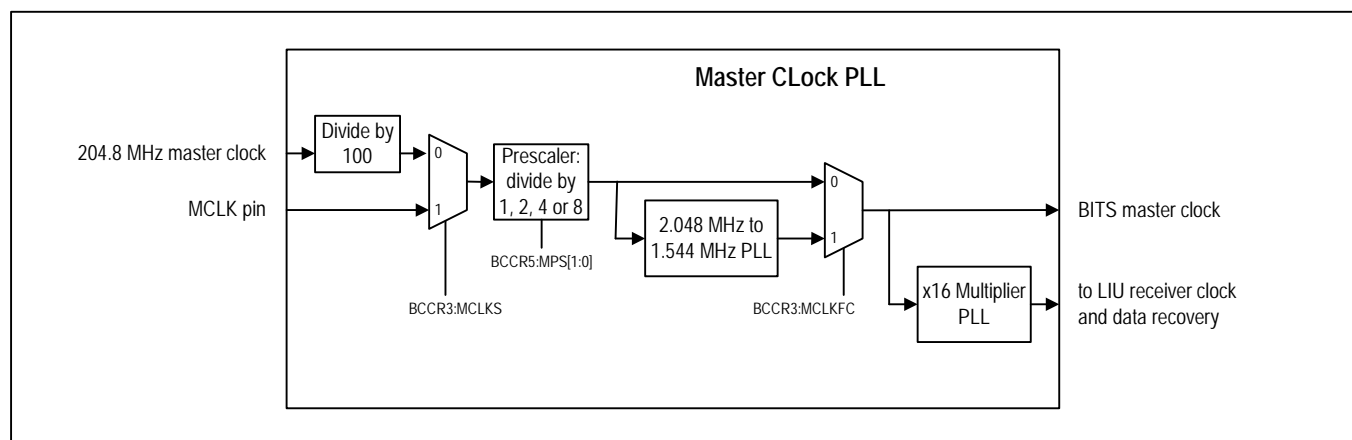 Master CLock PLL
204.8 MHz master clock
Divide by
100
0
MCLK pin
1
Prescaler:
divide by
1, 2, 4 or 8
BCCR5:MPS[1:0]
BCCR3:MCLKS
2.048 MHz to
1.544 MHz PLL
0
1
BCCR3:MCLKFC
BITS master clock
x16 Multiplier
PLL
to LIU receiver clock
and data recovery